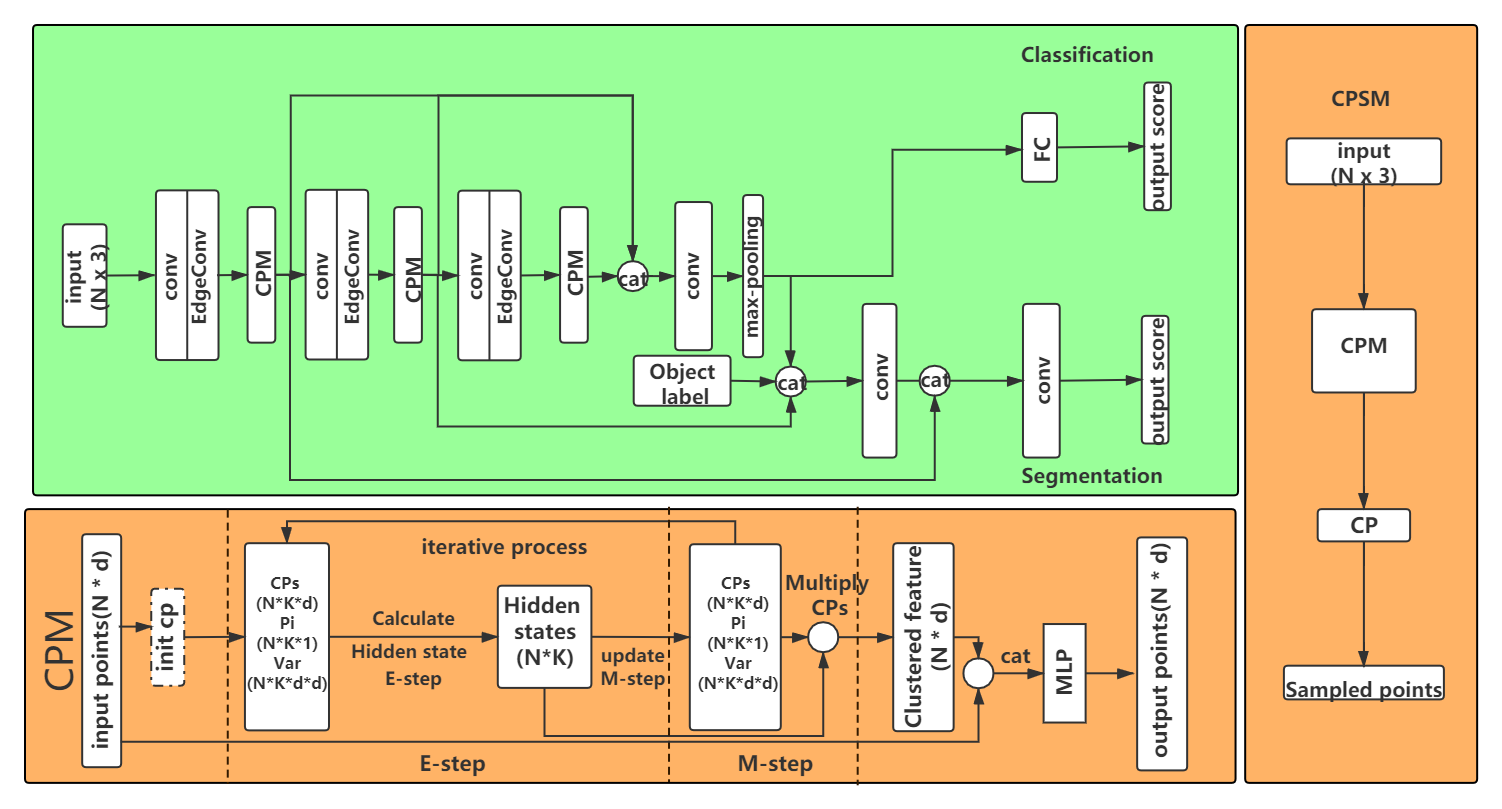 Classification
input
(N x 3)
conv
EdgeConv
CPM
conv
EdgeConv
CPM
conv
EdgeConv
CPM
cat
conv
max-pooling
FC
output score
Object
label
cat
conv
cat
conv
output score
Segmentation
CPSM
input
(N x 3)
CPM
CP
Sampled points
CPM
input points(N * d)
init cp
iterative process
CPs
(N*K*d)
Pi
(N*K*1)
Var
(N*K*d*d)
Calculate
Hidden state
E-step
Hidden
states
(N*K)
update
M-step
CPs
(N*K*d)
Pi
(N*K*1)
Var
(N*K*d*d)
Multiply
CPs
Clustered feature
(N * d)
cat
MLP
output points(N * d)
E-step
M-step